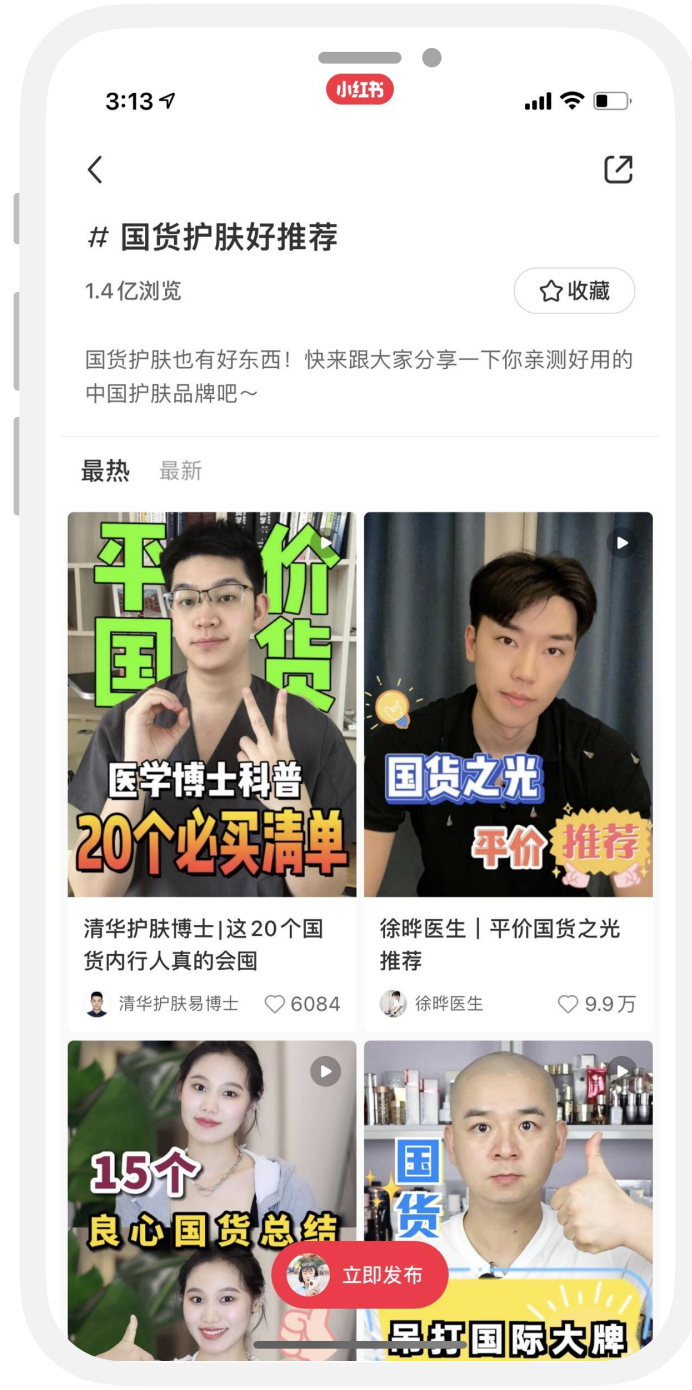 3:13
小红书
# 国货护肤好推荐
1.4亿浏览
收藏
国货护肤也有好东西！快来跟大家分享一下你亲测好用的
中国护肤品牌吧～
最热
最新
平价
国货
医学博士科普
20个必买清单
国货之光
平价
推荐
清华护肤博士|这20个国
货内行人真的会囤
清华护肤易博士
6084
徐晔医生｜平价国货之光
推荐
徐晔医生
9.9万
15个
良心国货总结
国
货
吊打国际大牌
立即发布